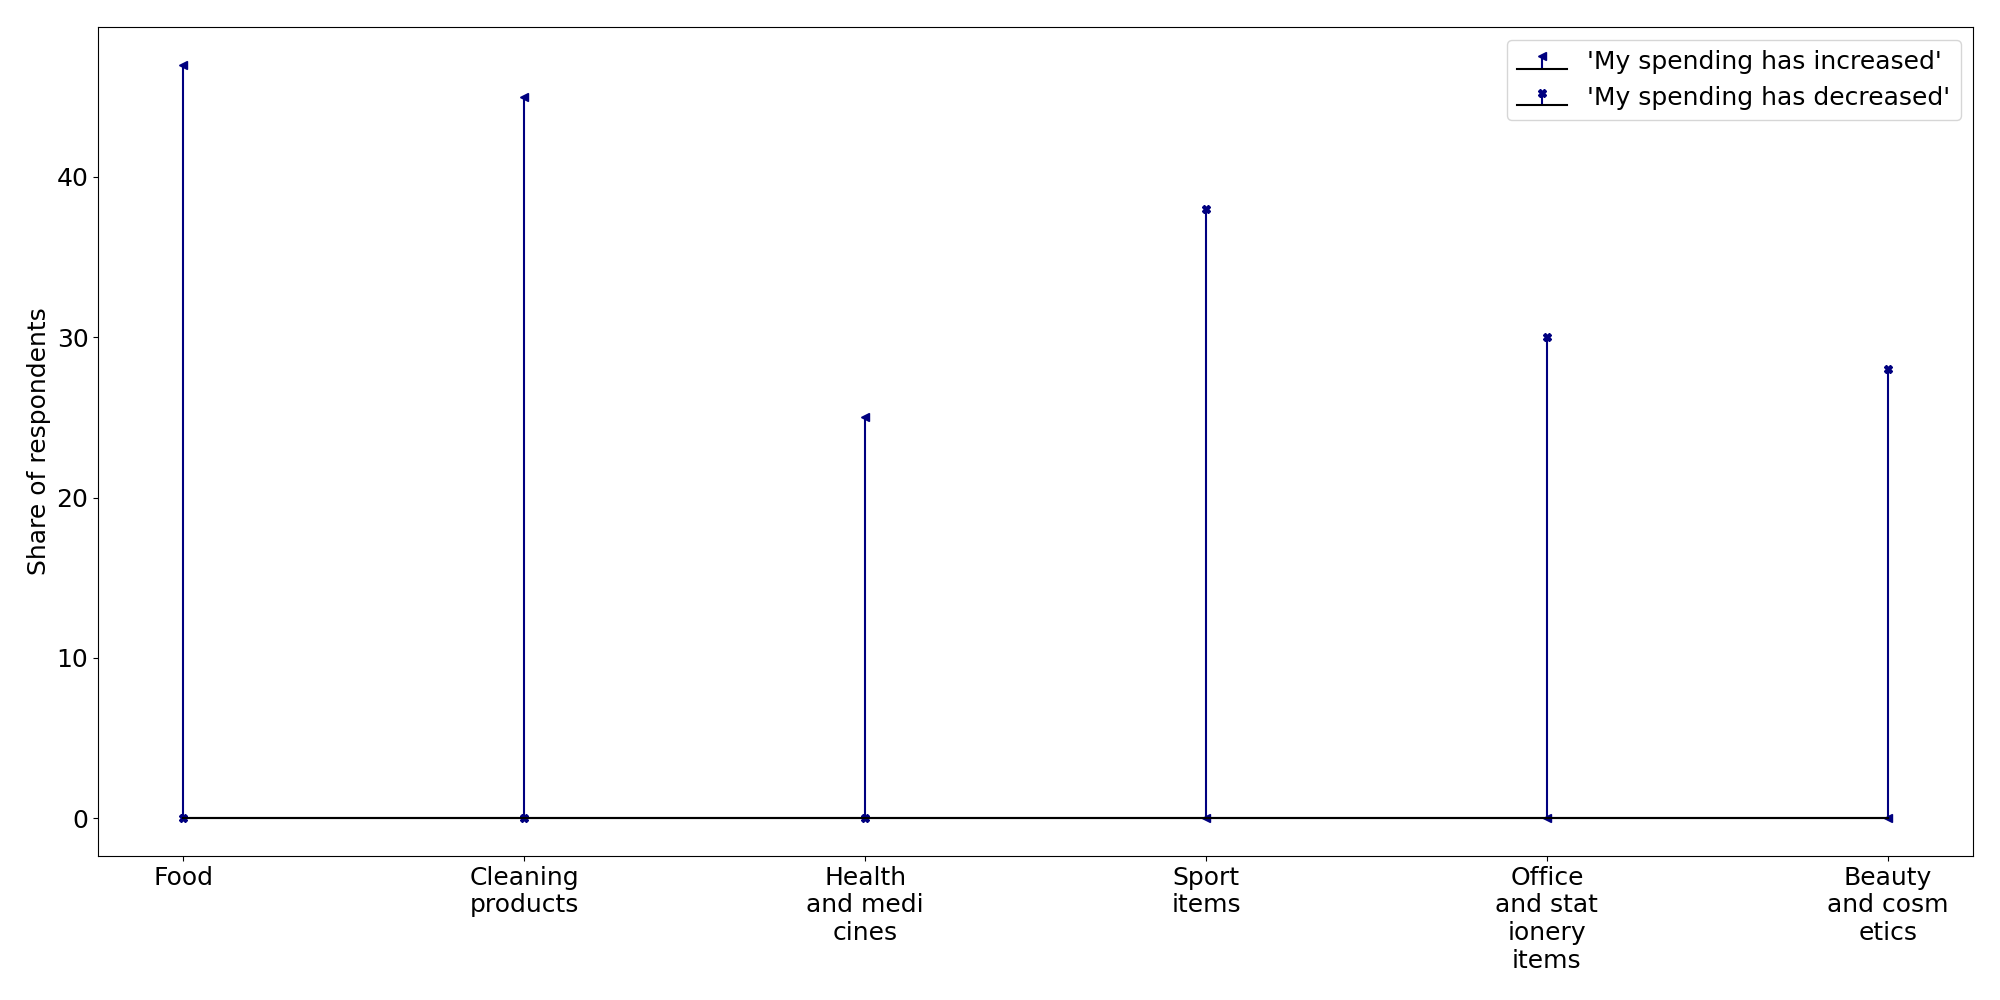 'My spending has increased'
'My spending has decreased'
Share of respondents
40
30
20
10
0
Food
Cleaning
products
Health
and medi
cines
Sport
items
Office
and stat
ionery
items
Beauty
and cosm
etics